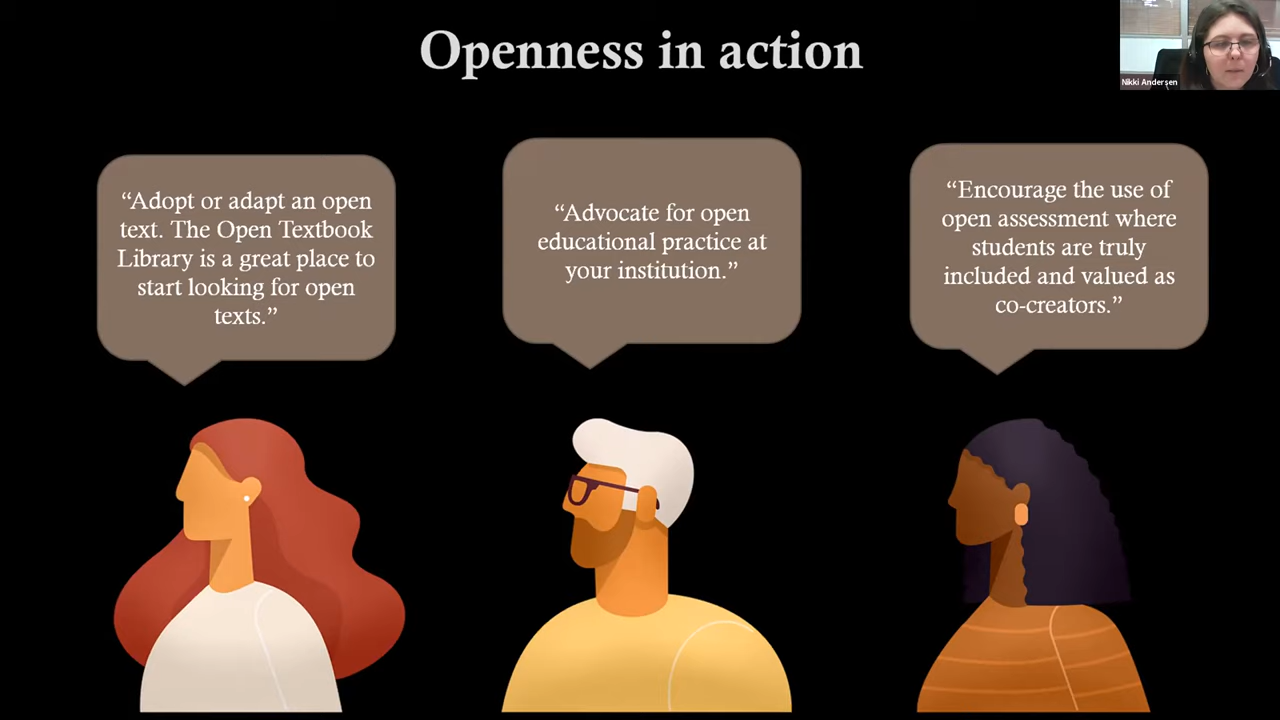 Openness in action
Nikki Andersen
“Adopt or adapt an open
text. The Open Textbook
Library is a great place to
start looking for open
texts.”
“Advocate for open
educational practice at
your institution.”
“Encourage the use of
open assessment where
students are truly
included and valued as
co-creators.”